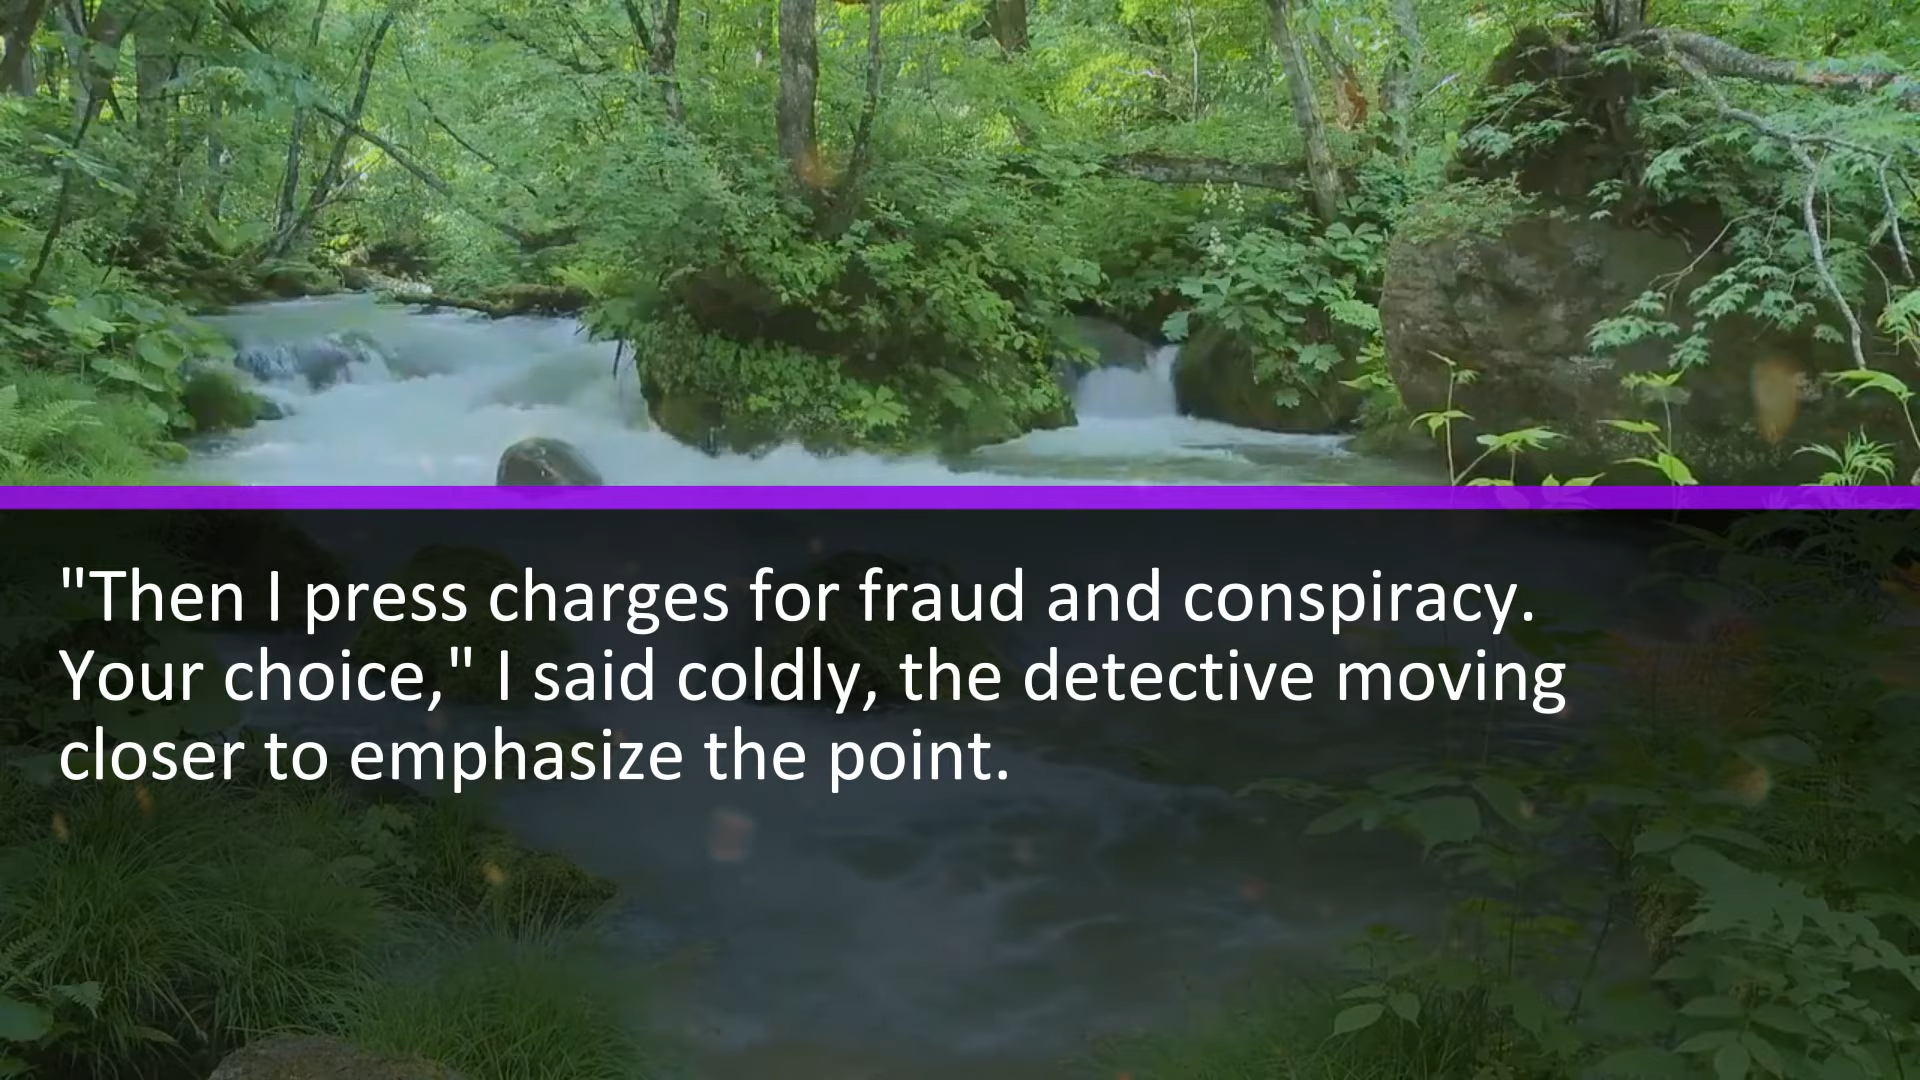 "Then I press charges for fraud and conspiracy.
Your choice," I said coldly, the detective moving
closer to emphasize the point.